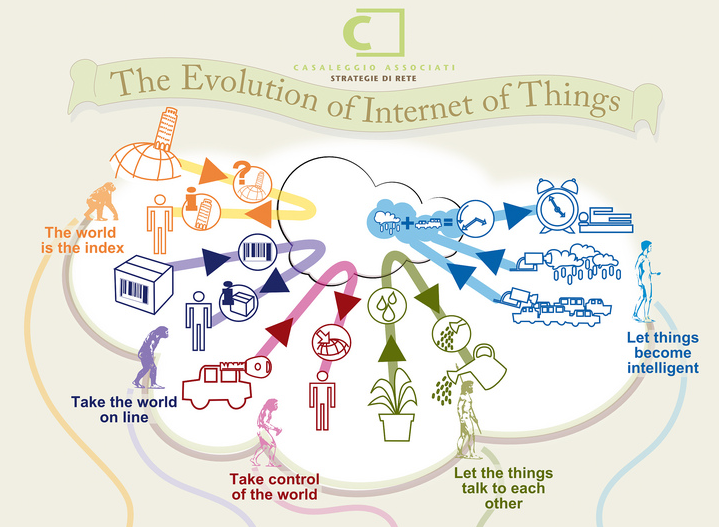 CASALEGGIO ASSOCIATI
STRATEGIE DI RETE
The Evolution of Internet of Things
?
The world
is the index
+ =
Let things
become
intelligent
Take the world
on line
Take control
of the world
Let the things
talk to each
other